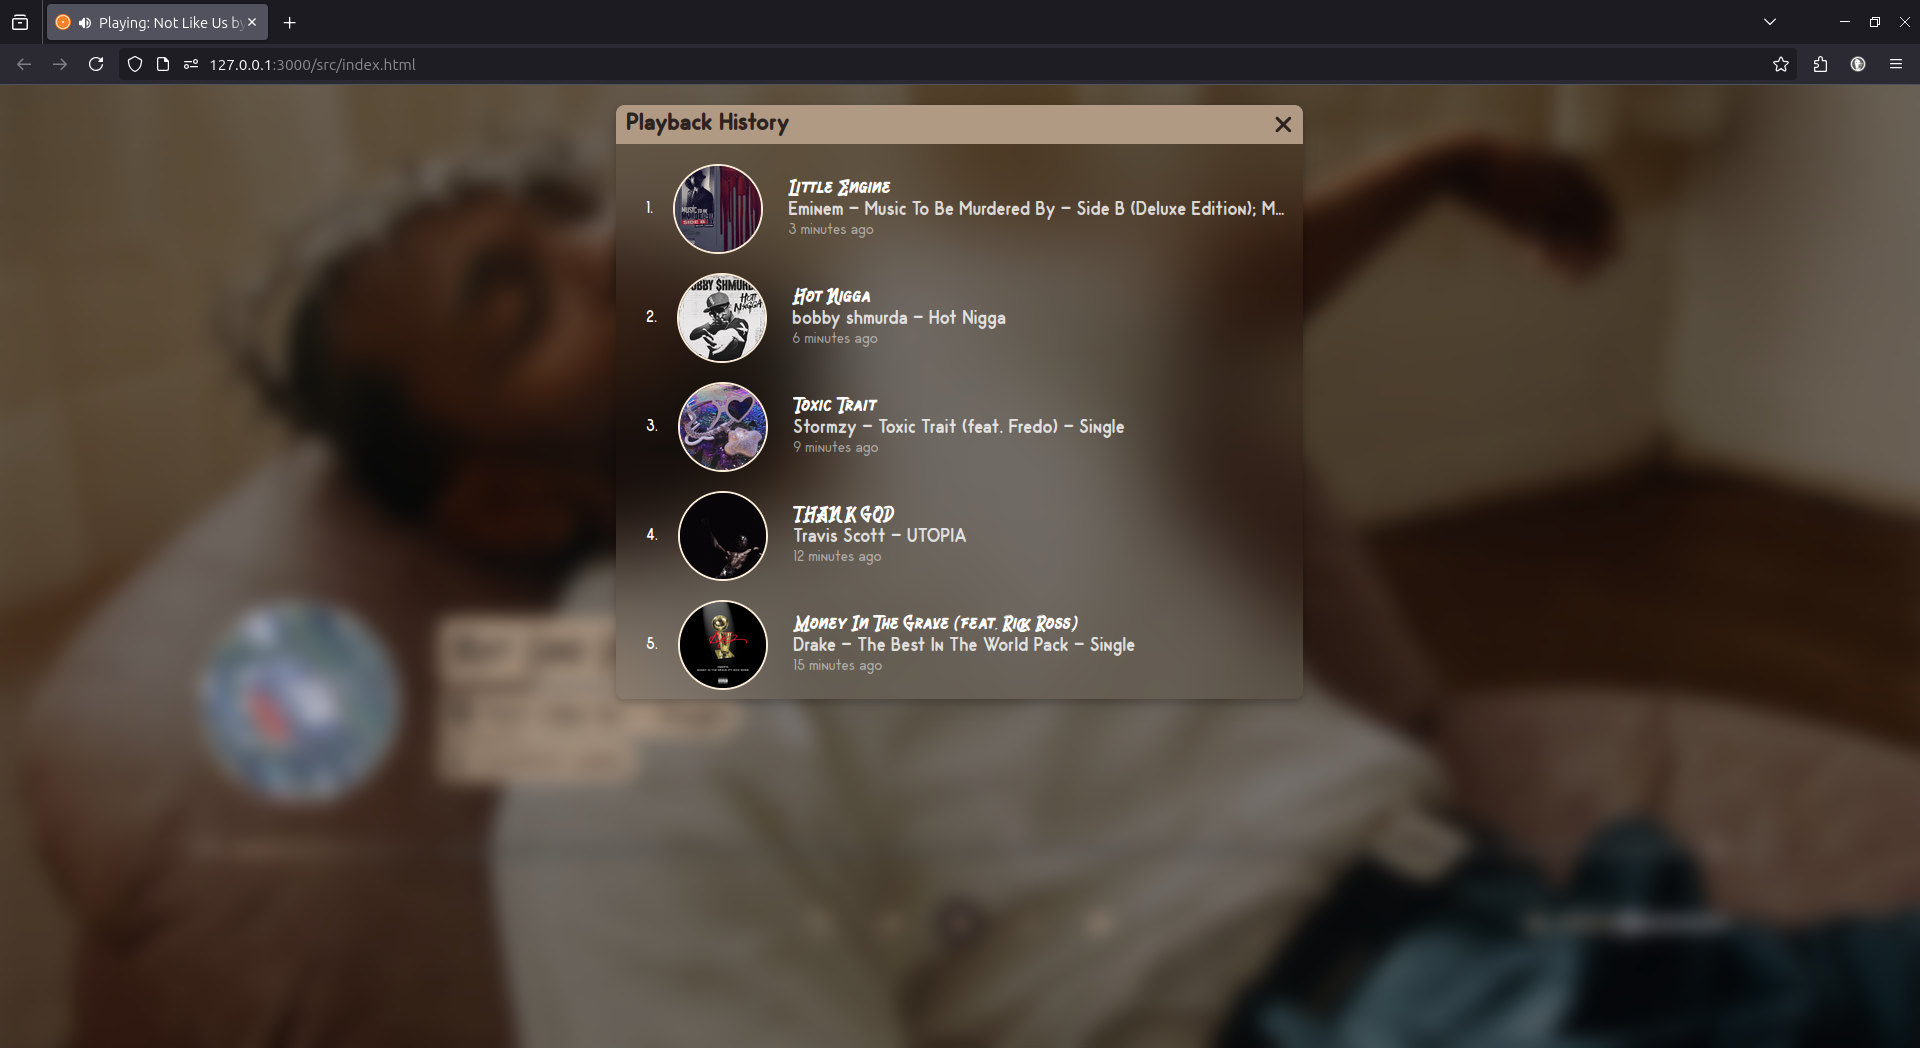 Playing: Not Like Us by
127.0.0.1:3000/src/index.html
Playback History
1.
Little Engine
Eminem – Music To Be Murdered By – Side B (Deluxe Edition); M...
3 minutes ago
BBY SHMURD
HOT NIGGA
2.
Hot Nigga
bobby shmurda – Hot Nigga
6 minutes ago
3.
Toxic Trait
Stormzy – Toxic Trait (feat. Fredo) – Single
9 minutes ago
4.
THANK GOD
Travis Scott – UTOPIA
12 minutes ago
5.
Money In The Grave (feat. Rick Ross)
Drake – The Best In The World Pack – Single
15 minutes ago